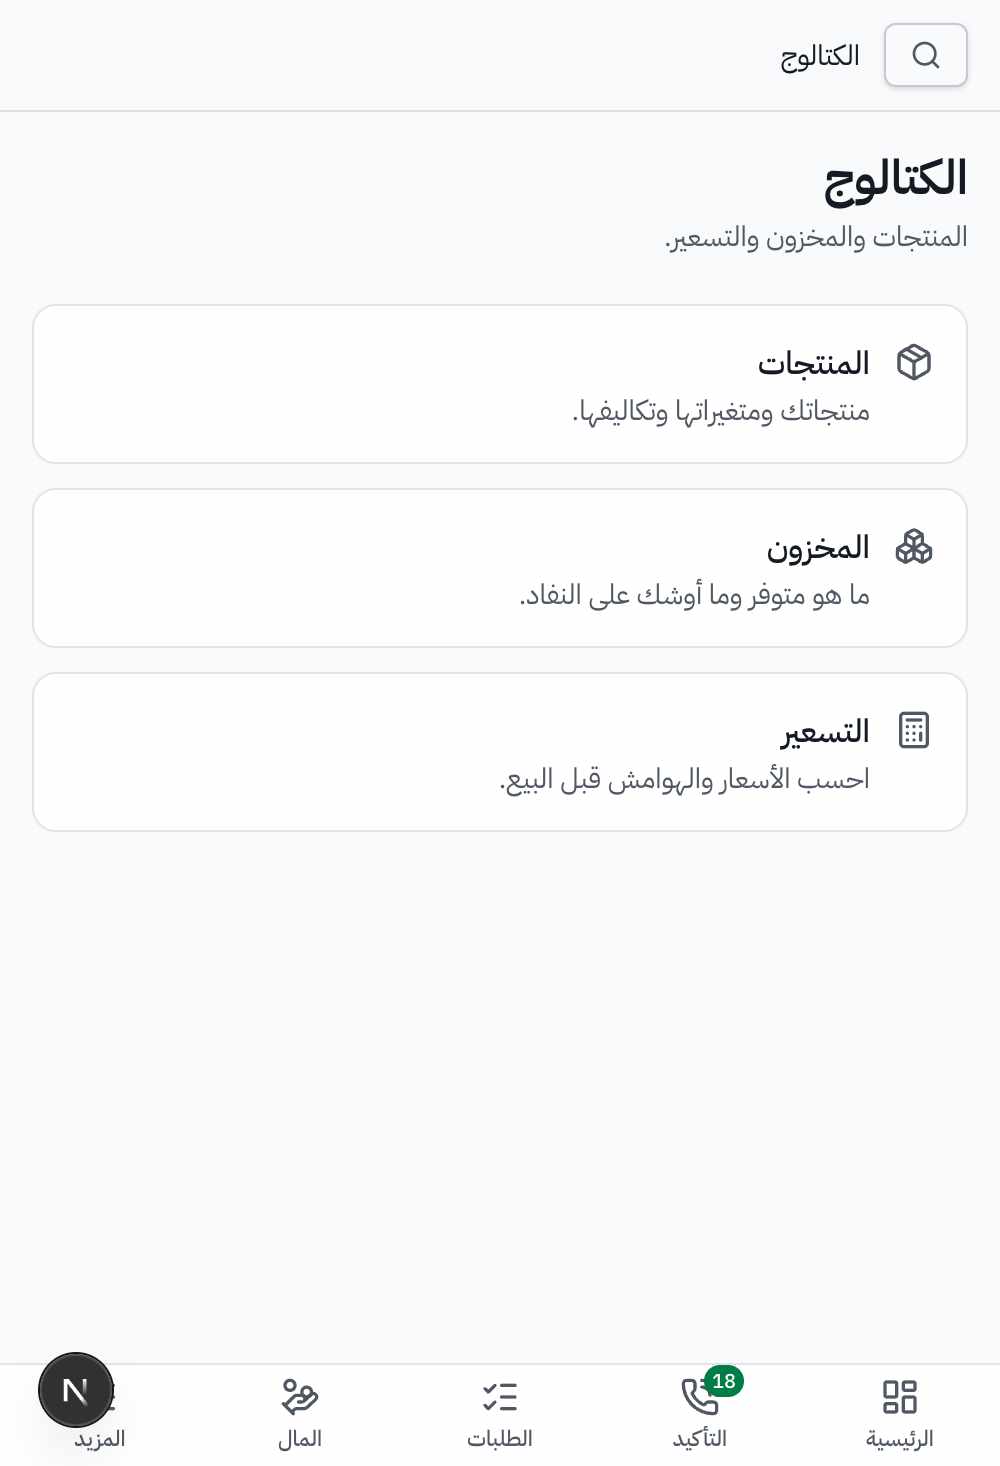 الكتالوج
الكتالوج
المنتجات والمخزون والتسعير.
المنتجات
منتجاتك ومتغيراتها وتكاليفها.
المخزون
ما هو متوفر وما أوشك على النفاد.
التسعير
احسب الأسعار والهوامش قبل البيع.
18
الرئيسية
التأكيد
الطلبات
المال
المزيد
N